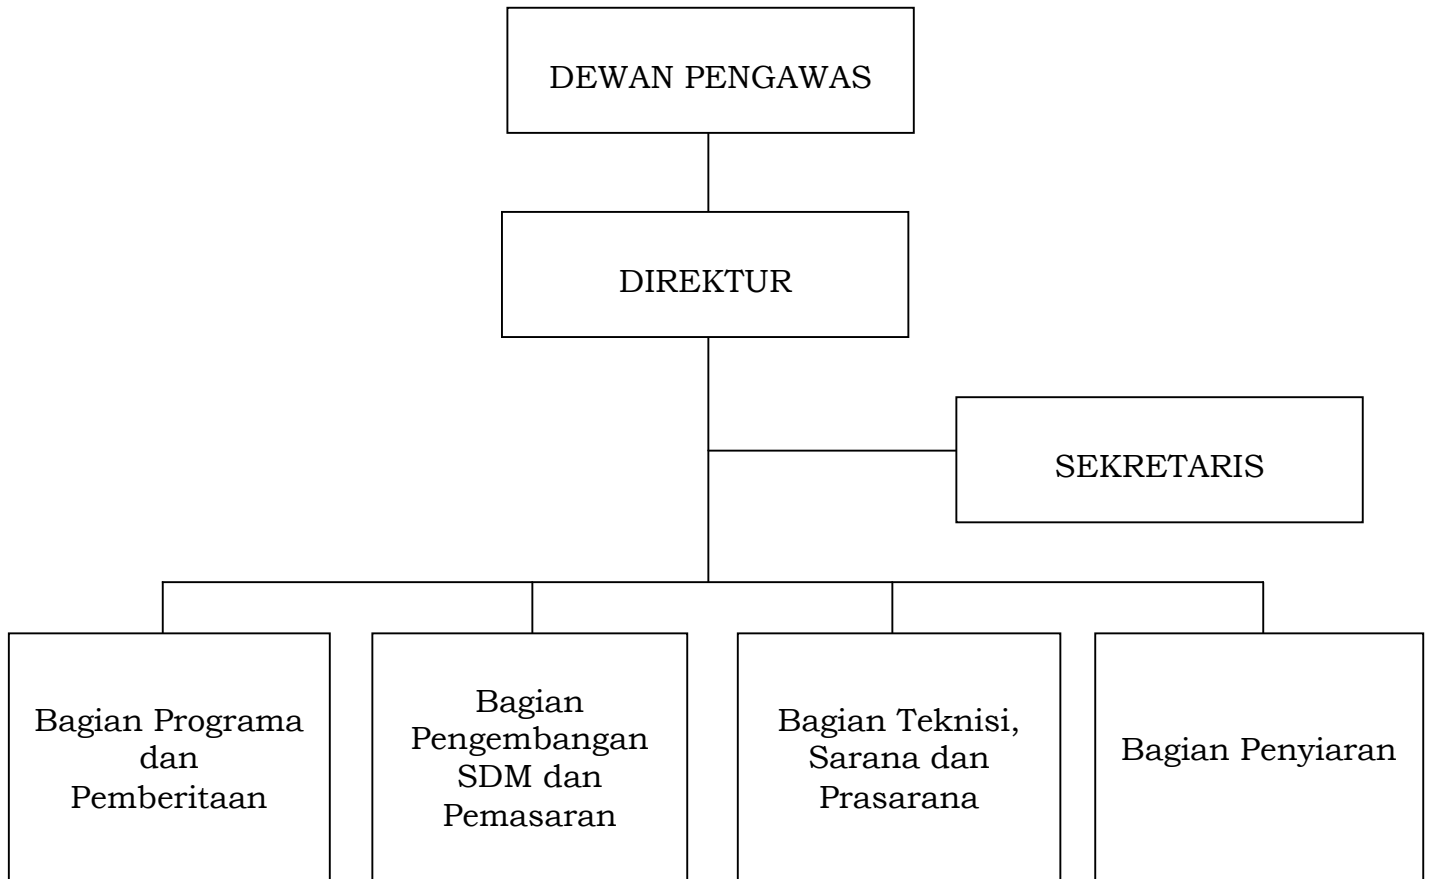 DEWAN PENGAWAS
DIREKTUR
SEKRETARIS
Bagian Programa
dan
Pemberitaan
Bagian
Pengembangan
SDM dan
Pemasaran
Bagian Teknisi,
Sarana dan
Prasarana
Bagian Penyiaran